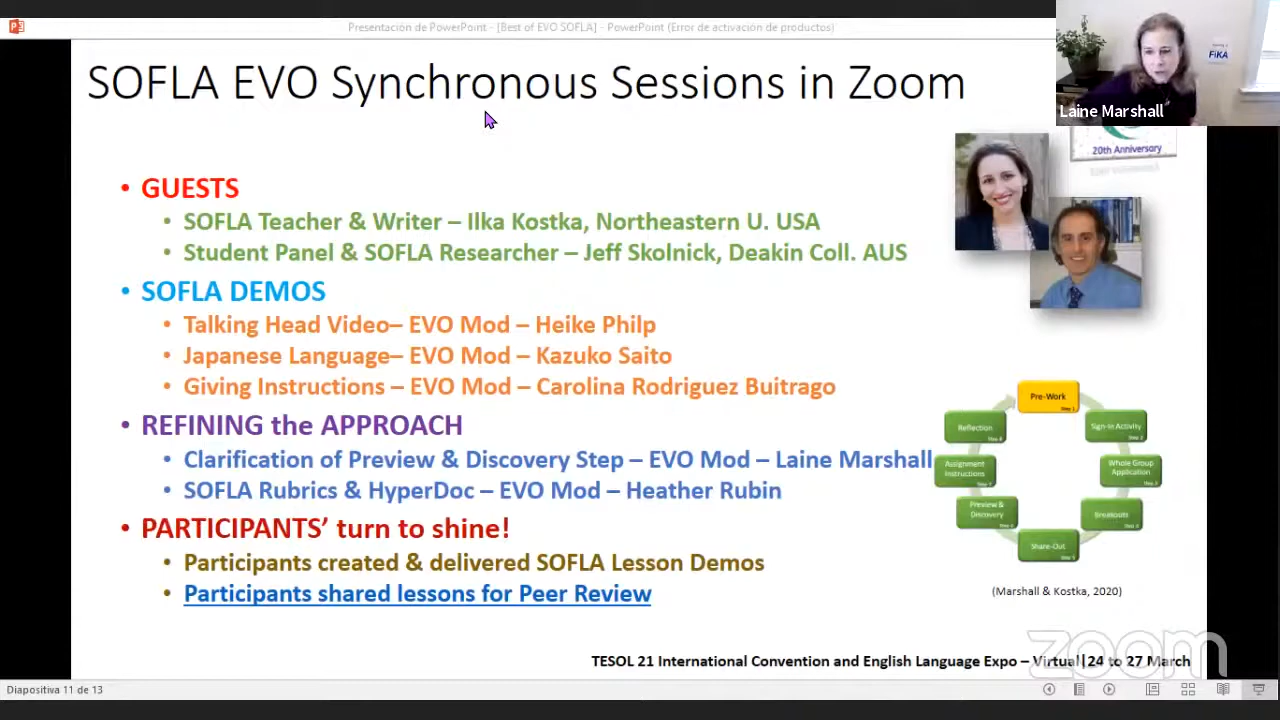 Presentación de PowerPoint - [Best of EVO SOFLA] - PowerPoint (Error de activación de productos)
SOFLA EVO Synchronous Sessions in Zoom
FiKA
Laine Marshall
20th Anniversary
• GUESTS
• SOFLA Teacher & Writer – Ilka Kostka, Northeastern U. USA
• Student Panel & SOFLA Researcher – Jeff Skolnick, Deakin Coll. AUS
• SOFLA DEMOS
• Talking Head Video– EVO Mod – Heike Philp
• Japanese Language– EVO Mod – Kazuko Saito
• Giving Instructions – EVO Mod – Carolina Rodriguez Buitrago
• REFINING the APPROACH
• Clarification of Preview & Discovery Step – EVO Mod – Laine Marshall
• SOFLA Rubrics & HyperDoc – EVO Mod – Heather Rubin
• PARTICIPANTS’ turn to shine!
• Participants created & delivered SOFLA Lesson Demos
• Participants shared lessons for Peer Review
Pre-Work
Step 1
Sign-In Activity
Whole Group
Application
Breakouts
Share-Out
Preview &
Discovery
Assignment
Instructions
Reflection
(Marshall & Kostka, 2020)
zoom
TESOL 21 International Convention and English Language Expo – Virtual|24 to 27 March
Diapositiva 11 de 13